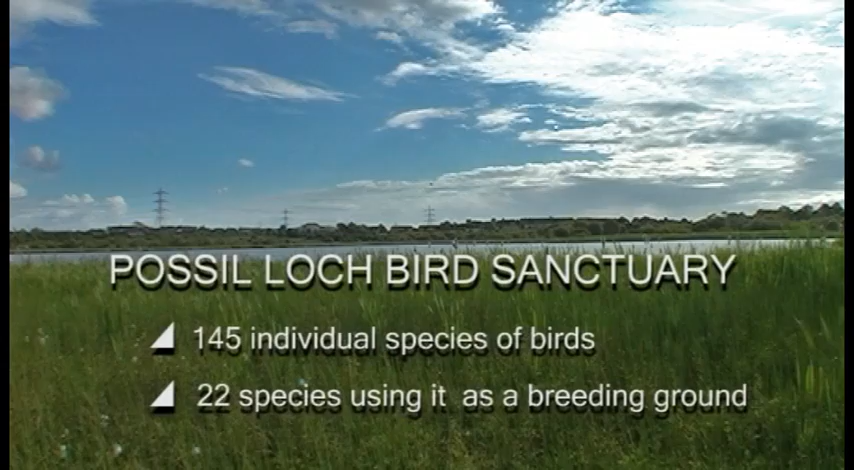 POSSIL LOCH BIRD SANCTUARY
145 individual species of birds
22 species using it as a breeding ground